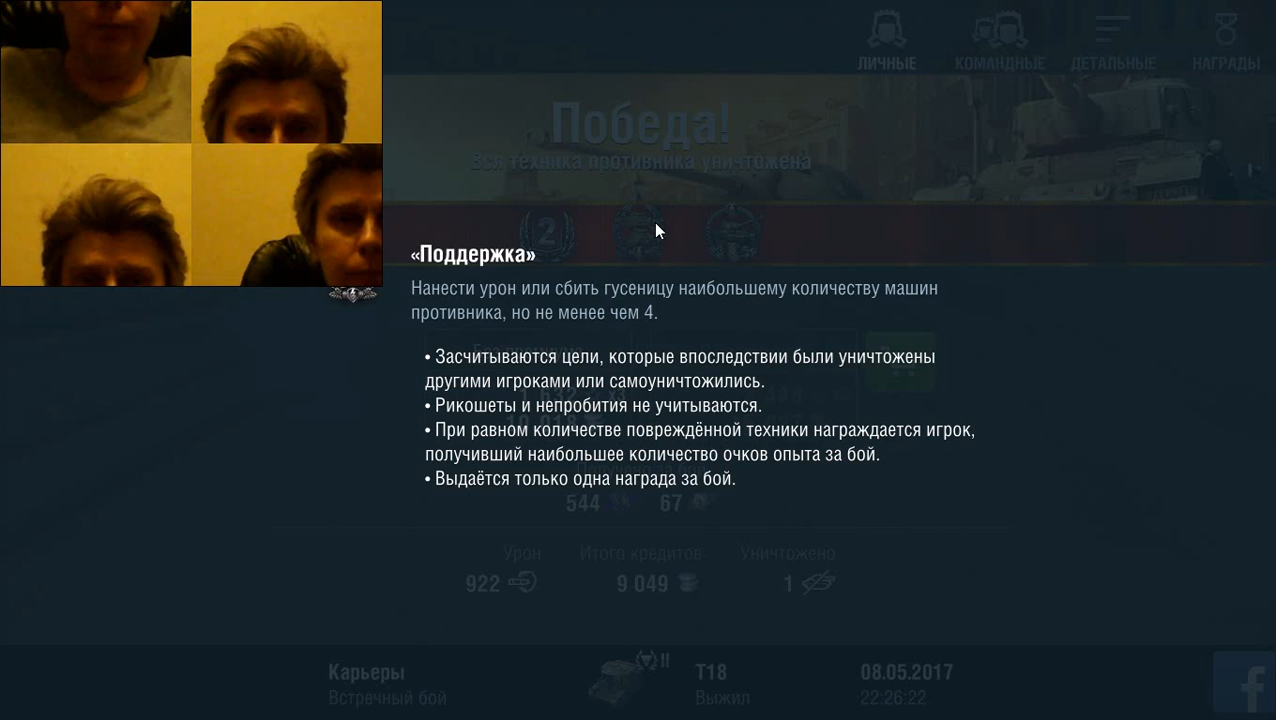 ЛИЧНЫЕ КОМАНДНЫЕ ДЕТАЛЬНЫЕ НАГРАДЫ
Победа!
Вся техника противника уничтожена
2
«Поддержка»
Нанести урон или сбить гусеницу наибольшему количеству машин
противника, но не менее чем 4.
• Засчитываются цели, которые впоследствии были уничтожены
другими игроками или самоуничтожились.
• Рикошеты и непробития не учитываются.
• При равном количестве повреждённой техники награждается игрок,
получивший наибольшее количество очков опыта за бой.
• Выдаётся только одна награда за бой.
544 67
Урон Итого кредитов Уничтожено
922 9 049 1
Карьеры II Т18 08.05.2017
Встречный бой Выжил 22:26:22
f